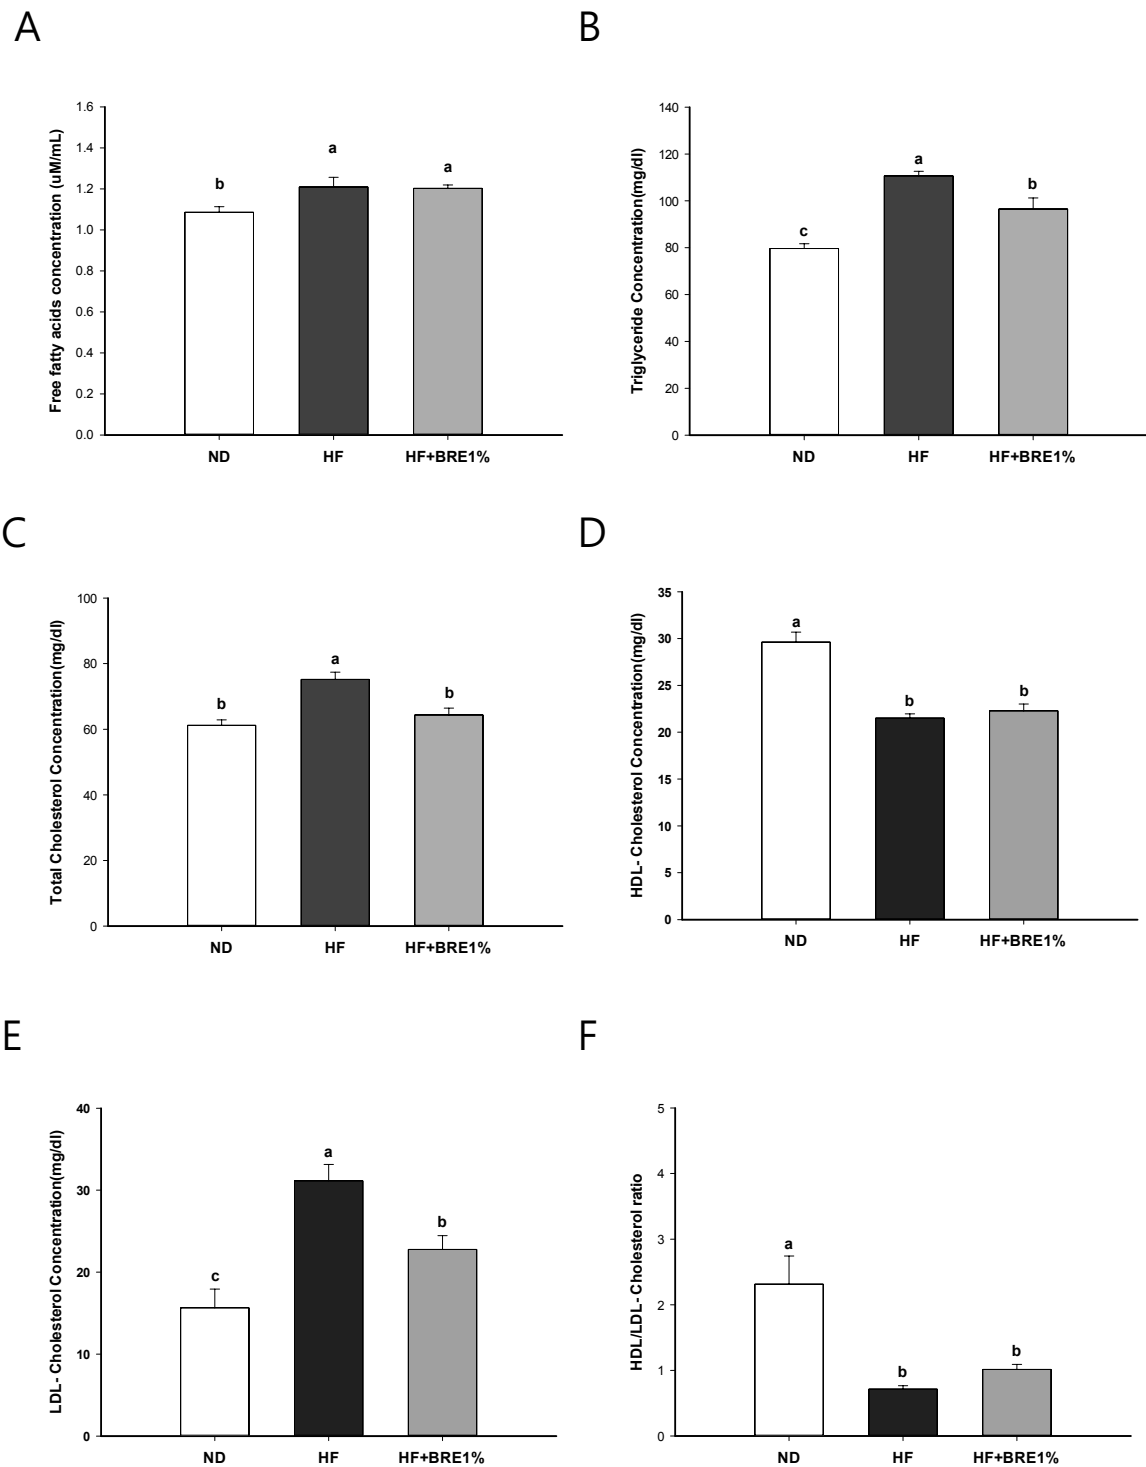 A
Free fatty acids concentration (uM/mL)
1.6
1.4
1.2
1.0
0.8
0.6
0.4
0.2
0.0
b
a
a
ND HF HF+BRE1%
B
Triglyceride Concentration(mg/dl)
140
120
100
80
60
40
20
0
c
a
b
ND HF HF+BRE1%
C
Total Cholesterol Concentration(mg/dl)
100
80
60
40
20
0
b
a
b
ND HF HF+BRE1%
D
HDL- Cholesterol Concentration(mg/dl)
35
30
25
20
15
10
5
0
a
b
b
ND HF HF+BRE1%
E
LDL- Cholesterol Concentration(mg/dl)
40
30
20
10
0
c
a
b
ND HF HF+BRE1%
F
HDL/LDL- Cholesterol ratio
5
4
3
2
1
0
a
b
b
ND HF HF+BRE1%